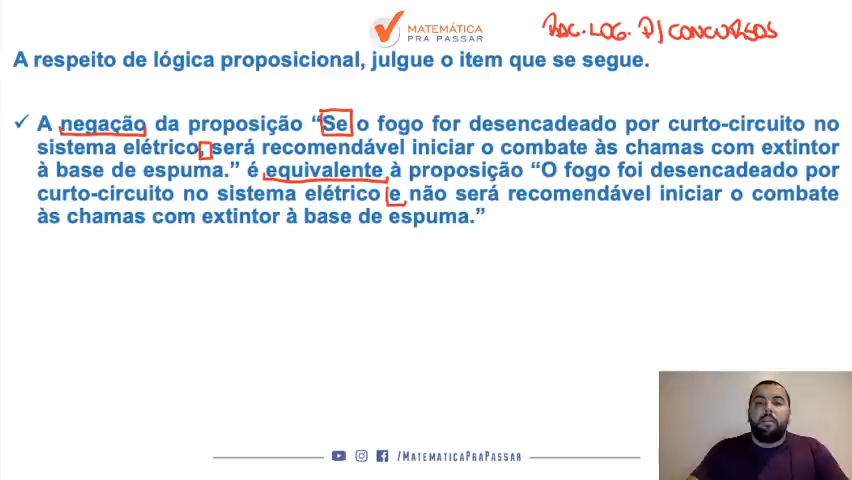 MATEMÁTICA
PRA PASSAR
RAC. LOG. P/ CONCURSOS
A respeito de lógica proposicional, julgue o item que se segue.
✓ A negação da proposição “Se o fogo for desencadeado por curto-circuito no
sistema elétrico, será recomendável iniciar o combate às chamas com extintor
à base de espuma.” é equivalente à proposição “O fogo foi desencadeado por
curto-circuito no sistema elétrico e não será recomendável iniciar o combate
às chamas com extintor à base de espuma.”
/MATEMATICAPRAPASSAR